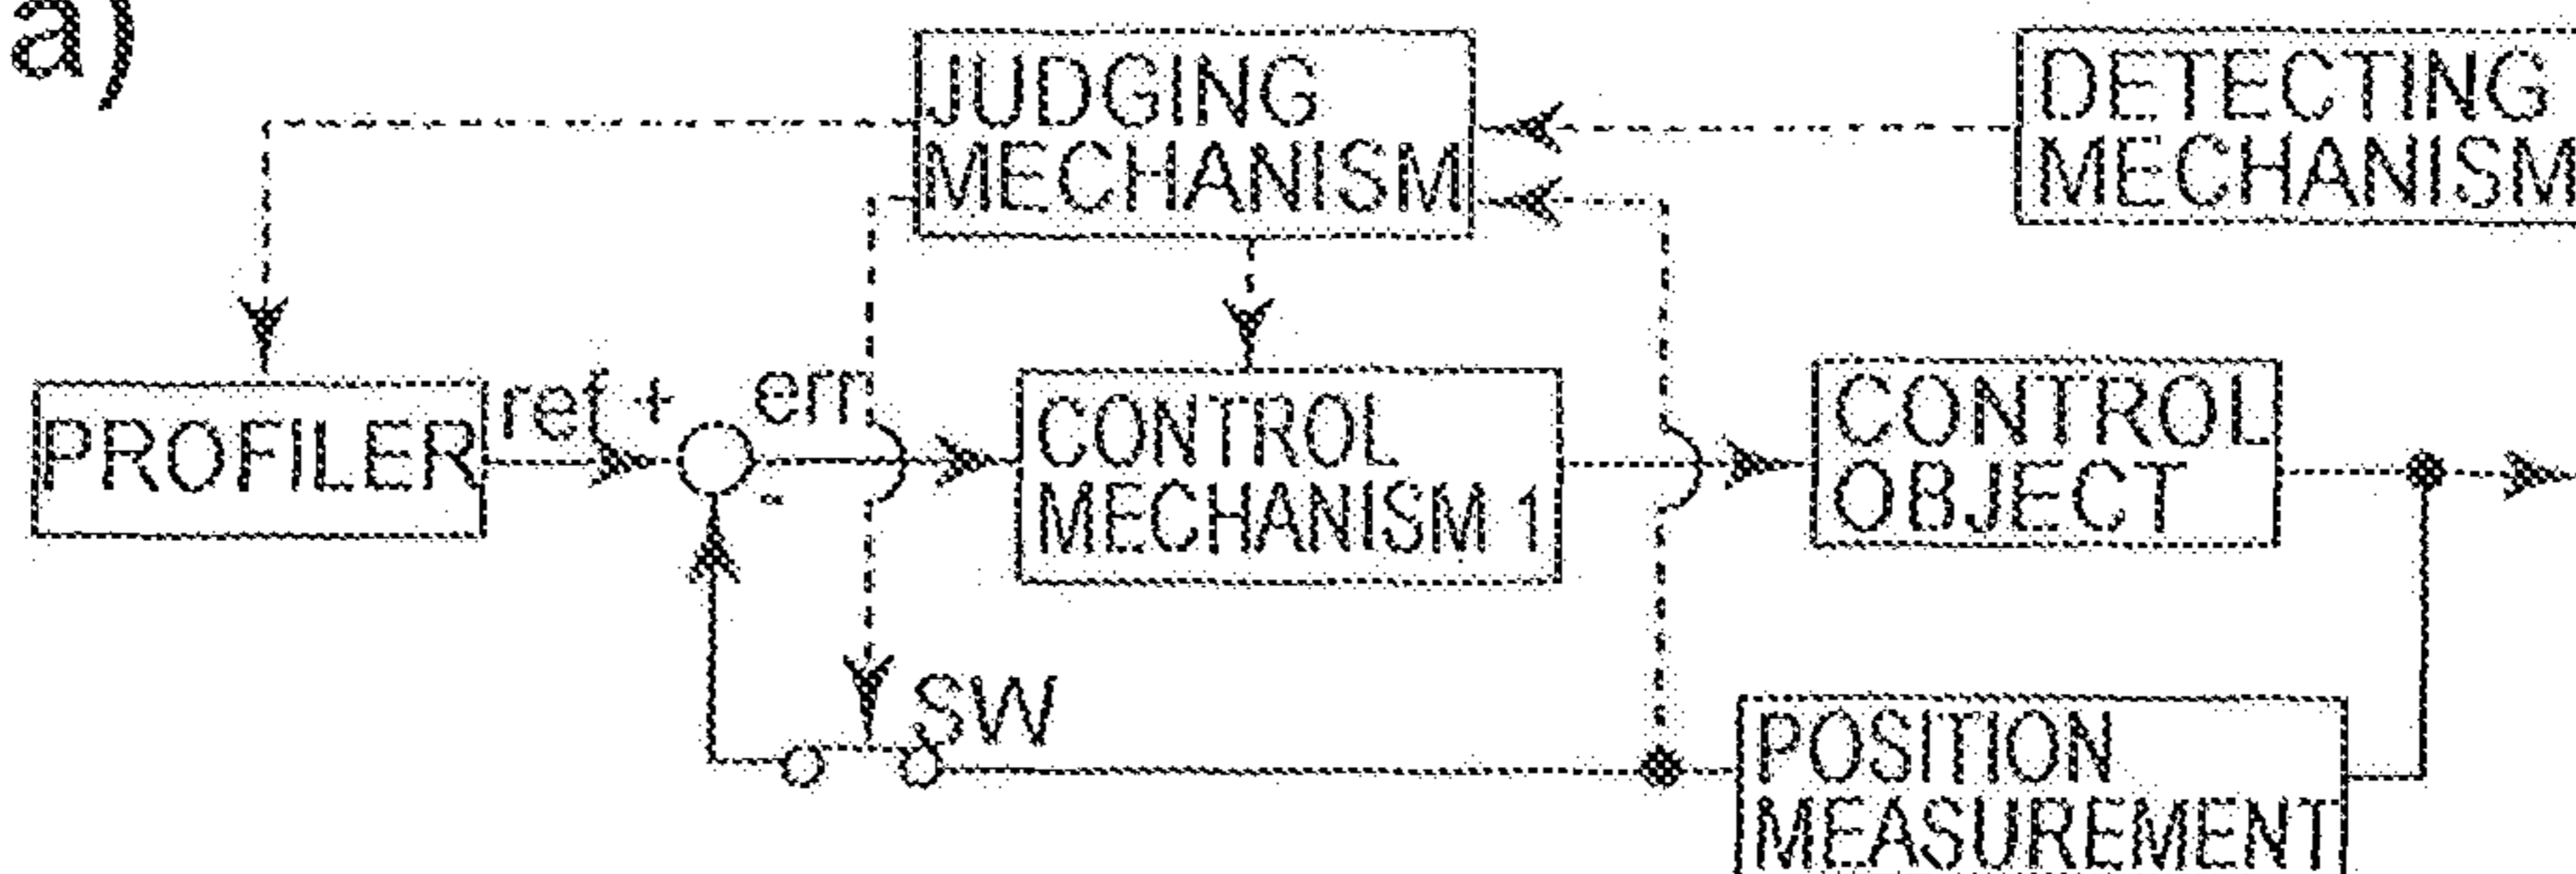 a)
JUDGING
MECHANISM
DETECTING
MECHANISM
PROFILER
ref +
err
-
CONTROL
MECHANISM 1
CONTROL
OBJECT
SW
POSITION
MEASUREMENT